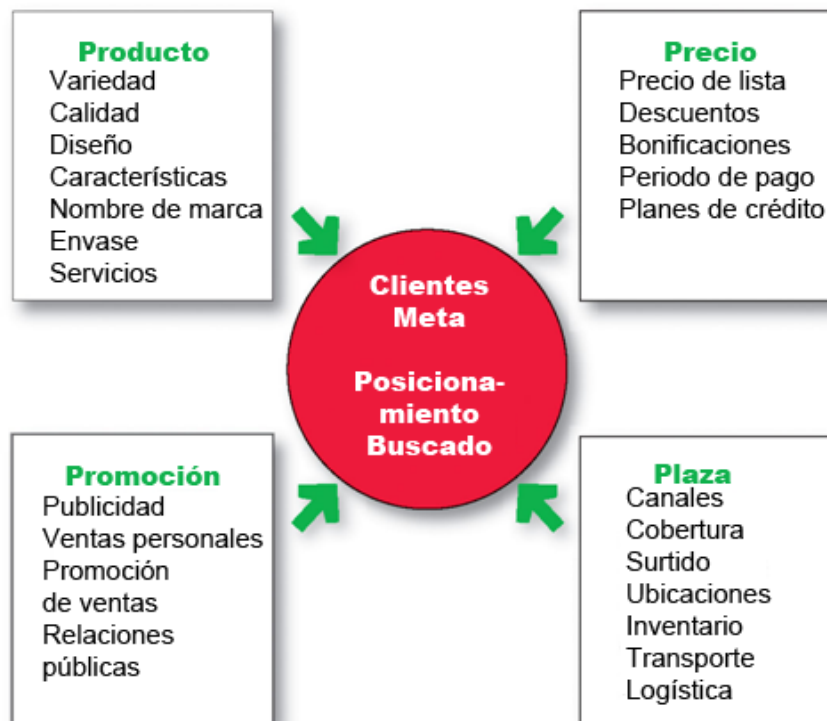 Producto
Variedad
Calidad
Diseño
Características
Nombre de marca
Envase
Servicios
Precio
Precio de lista
Descuentos
Bonificaciones
Periodo de pago
Planes de crédito
Clientes
Meta
Posiciona-
miento
Buscado
Promoción
Publicidad
Ventas personales
Promoción
de ventas
Relaciones
públicas
Plaza
Canales
Cobertura
Surtido
Ubicaciones
Inventario
Transporte
Logística